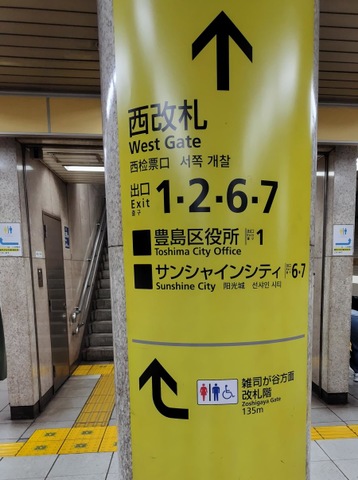 西改札
West Gate
西检票口 서쪽 개찰
出口 1·2·6·7
Exit
출구
豊島区役所 出口 1
Toshima City Office
サンシャインシティ 出口 6·7
Sunshine City 阳光城 선샤인 시티
雑司が谷方面
改札階
Zoshigaya Gate
135m